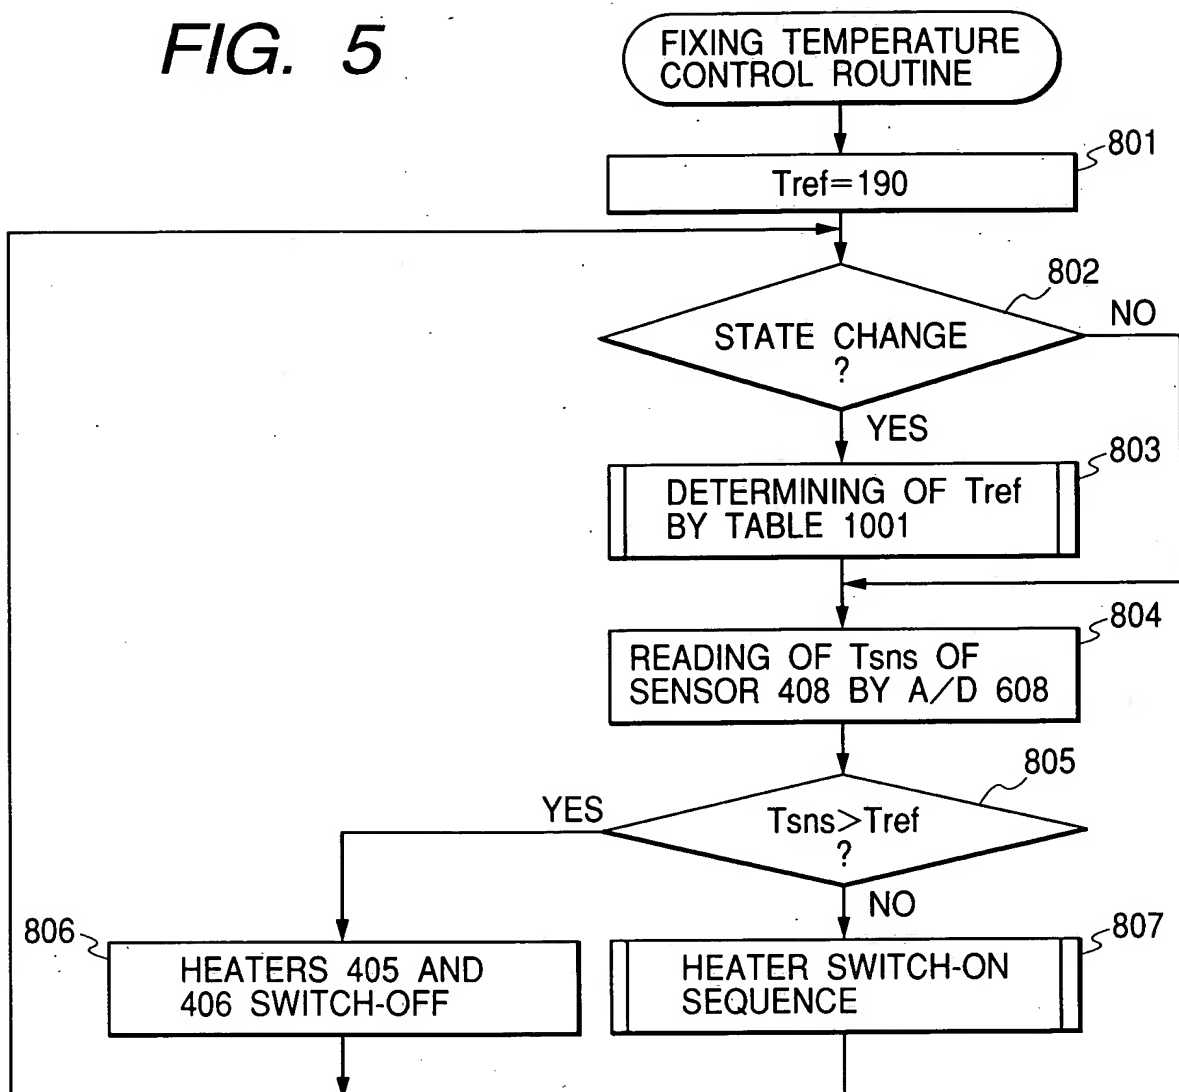 FIG. 5
FIXING TEMPERATURE
CONTROL ROUTINE
801
Tref=190
802
NO
STATE CHANGE
?
YES
803
DETERMINING OF Tref
BY TABLE 1001
804
READING OF Tsns OF
SENSOR 408 BY A/D 608
805
YES
Tsns>Tref
?
NO
806
HEATERS 405 AND
406 SWITCH-OFF
807
HEATER SWITCH-ON
SEQUENCE